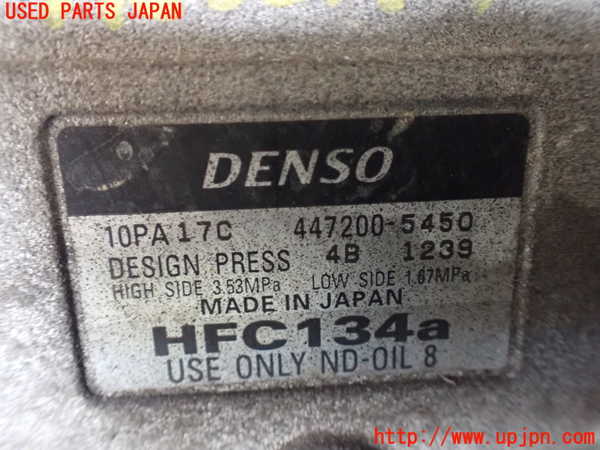 USED PARTS JAPAN
DENSO
10PA17C 447200-5450
DESIGN PRESS 4B 1239
HIGH SIDE 3.53MPa LOW SIDE 1.67MPa
MADE IN JAPAN
HFC134a
USE ONLY ND-OIL 8
http://www.upjpn.com/